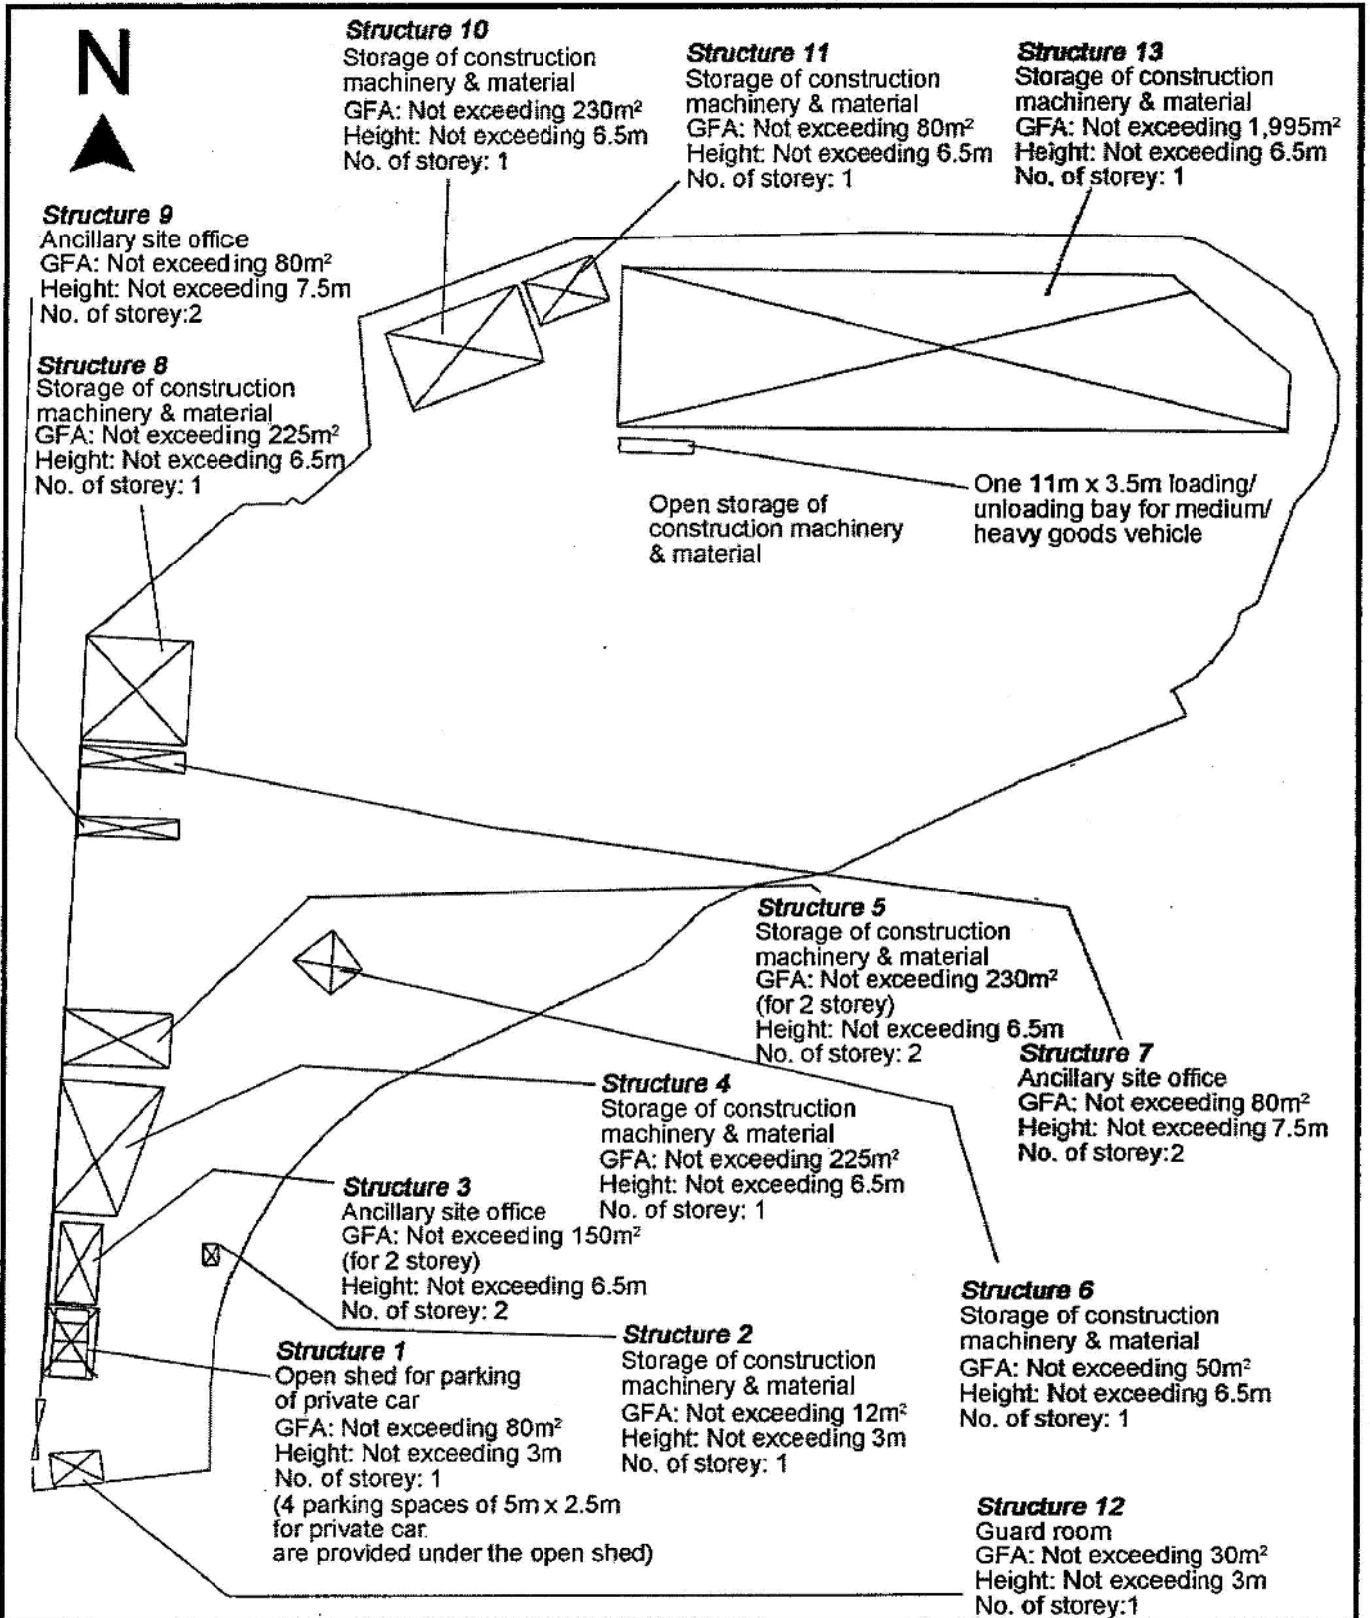 N
Structure 10
Storage of construction
machinery & material
GFA: Not exceeding 230m²
Height: Not exceeding 6.5m
No. of storey: 1
Structure 11
Storage of construction
machinery & material
GFA: Not exceeding 80m²
Height: Not exceeding 6.5m
No. of storey: 1
Structure 13
Storage of construction
machinery & material
GFA: Not exceeding 1,995m²
Height: Not exceeding 6.5m
No. of storey: 1
Structure 9
Ancillary site office
GFA: Not exceeding 80m²
Height: Not exceeding 7.5m
No. of storey:2
Structure 8
Storage of construction
machinery & material
GFA: Not exceeding 225m²
Height: Not exceeding 6.5m
No. of storey: 1
Open storage of
construction machinery
& material
One 11m x 3.5m loading/
unloading bay for medium/
heavy goods vehicle
Structure 5
Storage of construction
machinery & material
GFA: Not exceeding 230m²
(for 2 storey)
Height: Not exceeding 6.5m
No. of storey: 2
Structure 7
Ancillary site office
GFA: Not exceeding 80m²
Height: Not exceeding 7.5m
No. of storey:2
Structure 4
Storage of construction
machinery & material
GFA: Not exceeding 225m²
Height: Not exceeding 6.5m
No. of storey: 1
Structure 3
Ancillary site office
GFA: Not exceeding 150m²
(for 2 storey)
Height: Not exceeding 6.5m
No. of storey: 2
Structure 6
Storage of construction
machinery & material
GFA: Not exceeding 50m²
Height: Not exceeding 6.5m
No. of storey: 1
Structure 2
Storage of construction
machinery & material
GFA: Not exceeding 12m²
Height: Not exceeding 3m
No. of storey: 1
Structure 1
Open shed for parking
of private car
GFA: Not exceeding 80m²
Height: Not exceeding 3m
No. of storey: 1
(4 parking spaces of 5m x 2.5m
for private car
are provided under the open shed)
Structure 12
Guard room
GFA: Not exceeding 30m²
Height: Not exceeding 3m
No. of storey:1